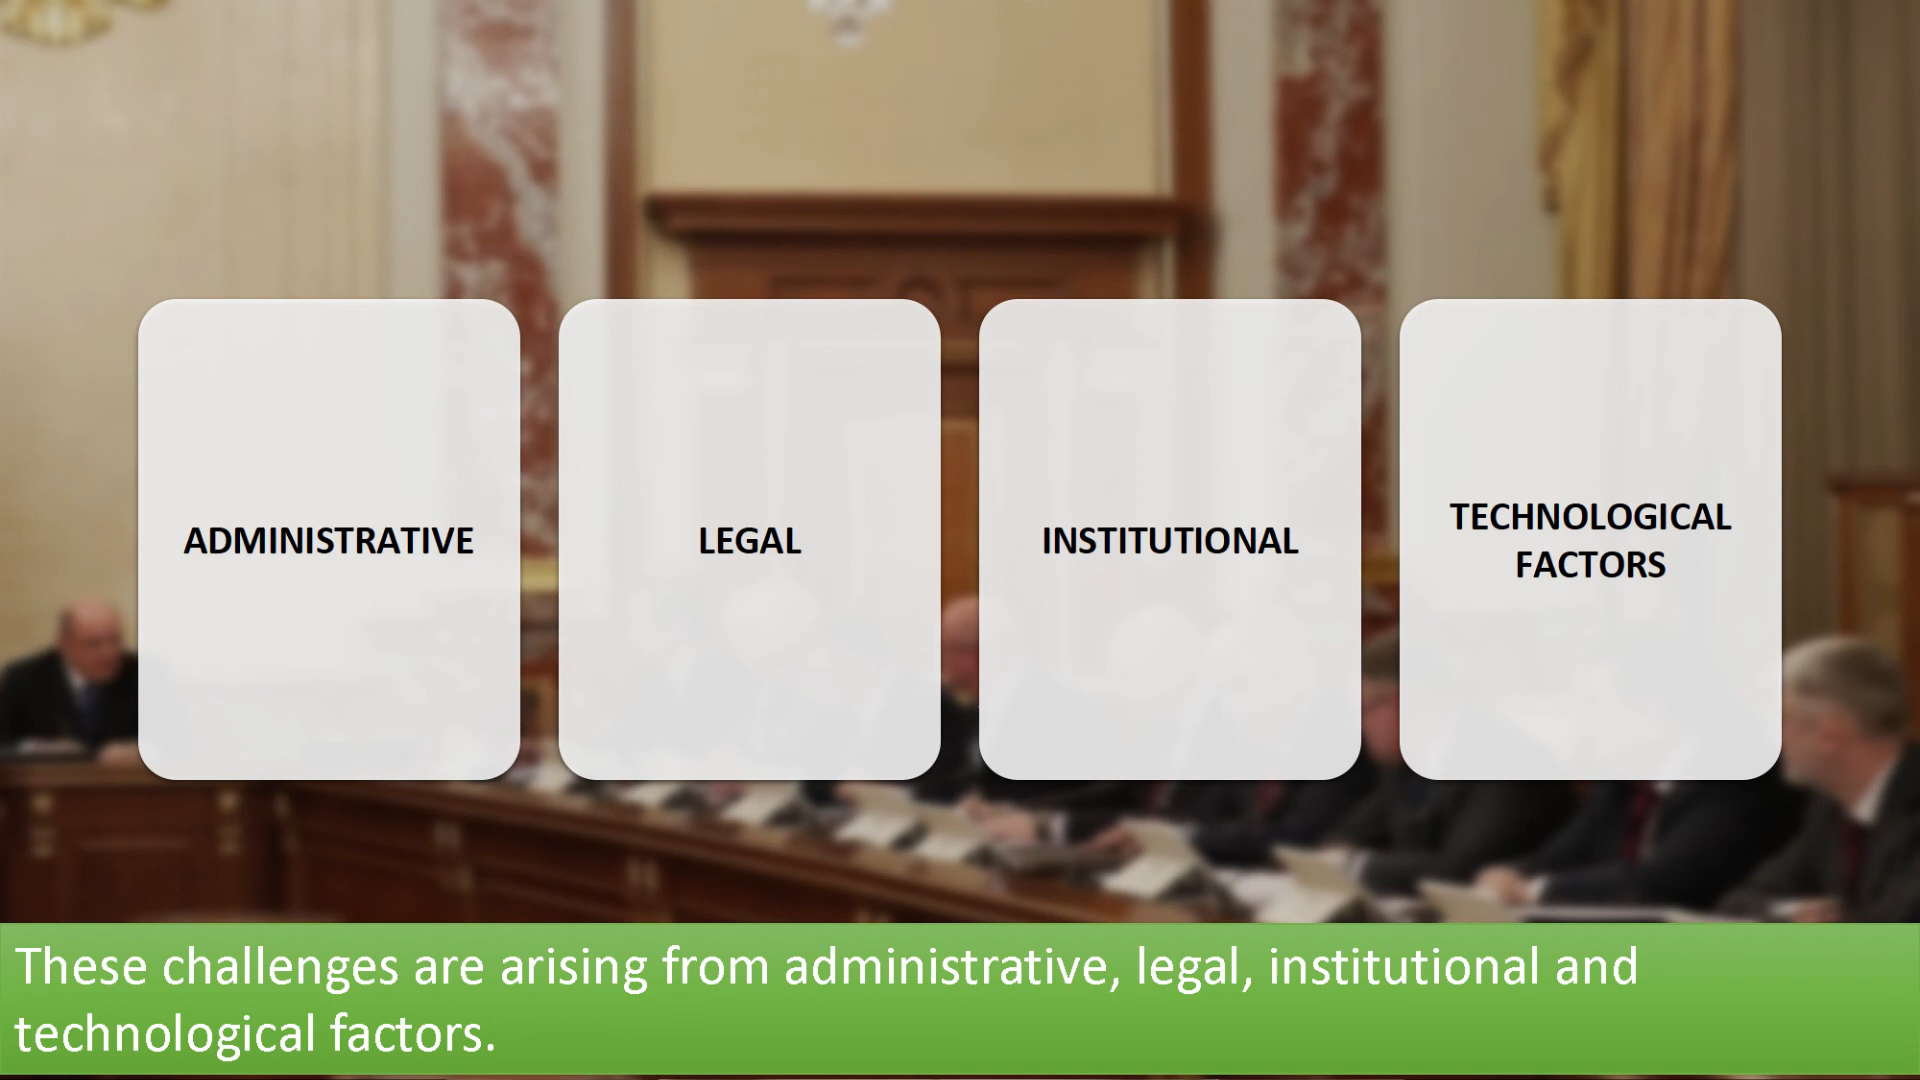 ADMINISTRATIVE
LEGAL
INSTITUTIONAL
TECHNOLOGICAL
FACTORS
These challenges are arising from administrative, legal, institutional and
technological factors.